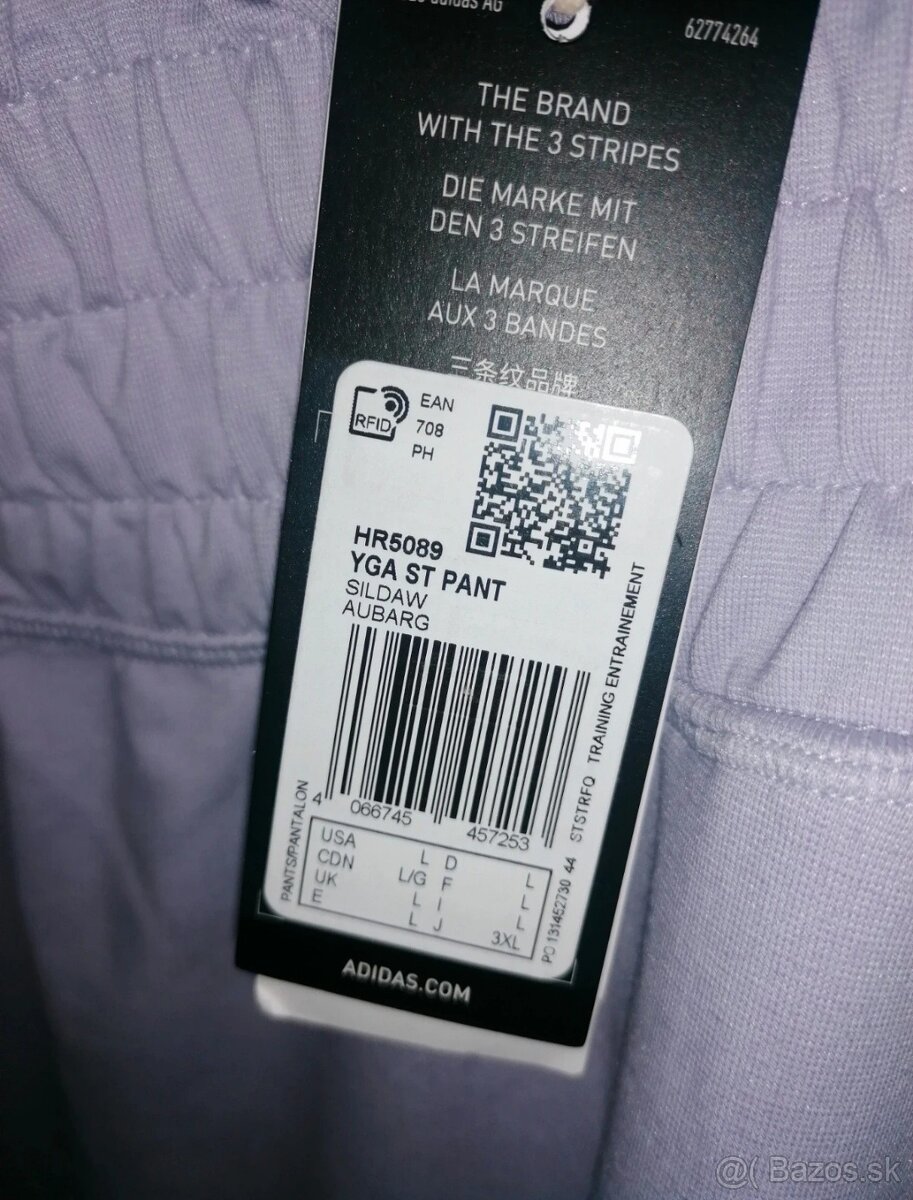 adidas AG
62774264
THE BRAND
WITH THE 3 STRIPES
DIE MARKE MIT
DEN 3 STREIFEN
LA MARQUE
AUX 3 BANDES
三条纹品牌
RFID
EAN
708
PH
HR5089
YGA ST PANT
SILDAW
AUBARG
4 066745 457253
PANTS/PANTALON
USA L D L
CDN L/G F L
UK L I L
E L J 3XL
PO 131452730 44 STSTRFQ TRAINING ENTRAINEMENT
ADIDAS.COM
@( Bazos.sk